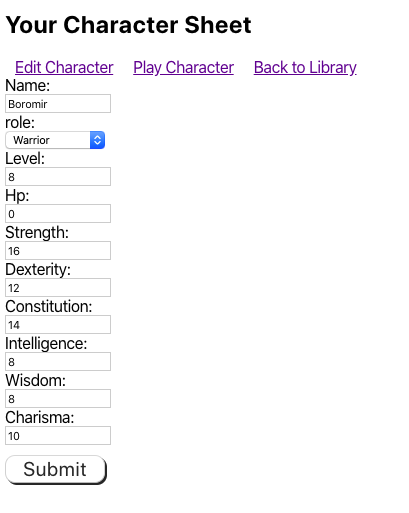 Your Character Sheet
Edit Character Play Character Back to Library
Name:
Boromir
role:
Warrior
Level:
8
Hp:
0
Strength:
16
Dexterity:
12
Constitution:
14
Intelligence:
8
Wisdom:
8
Charisma:
10
Submit